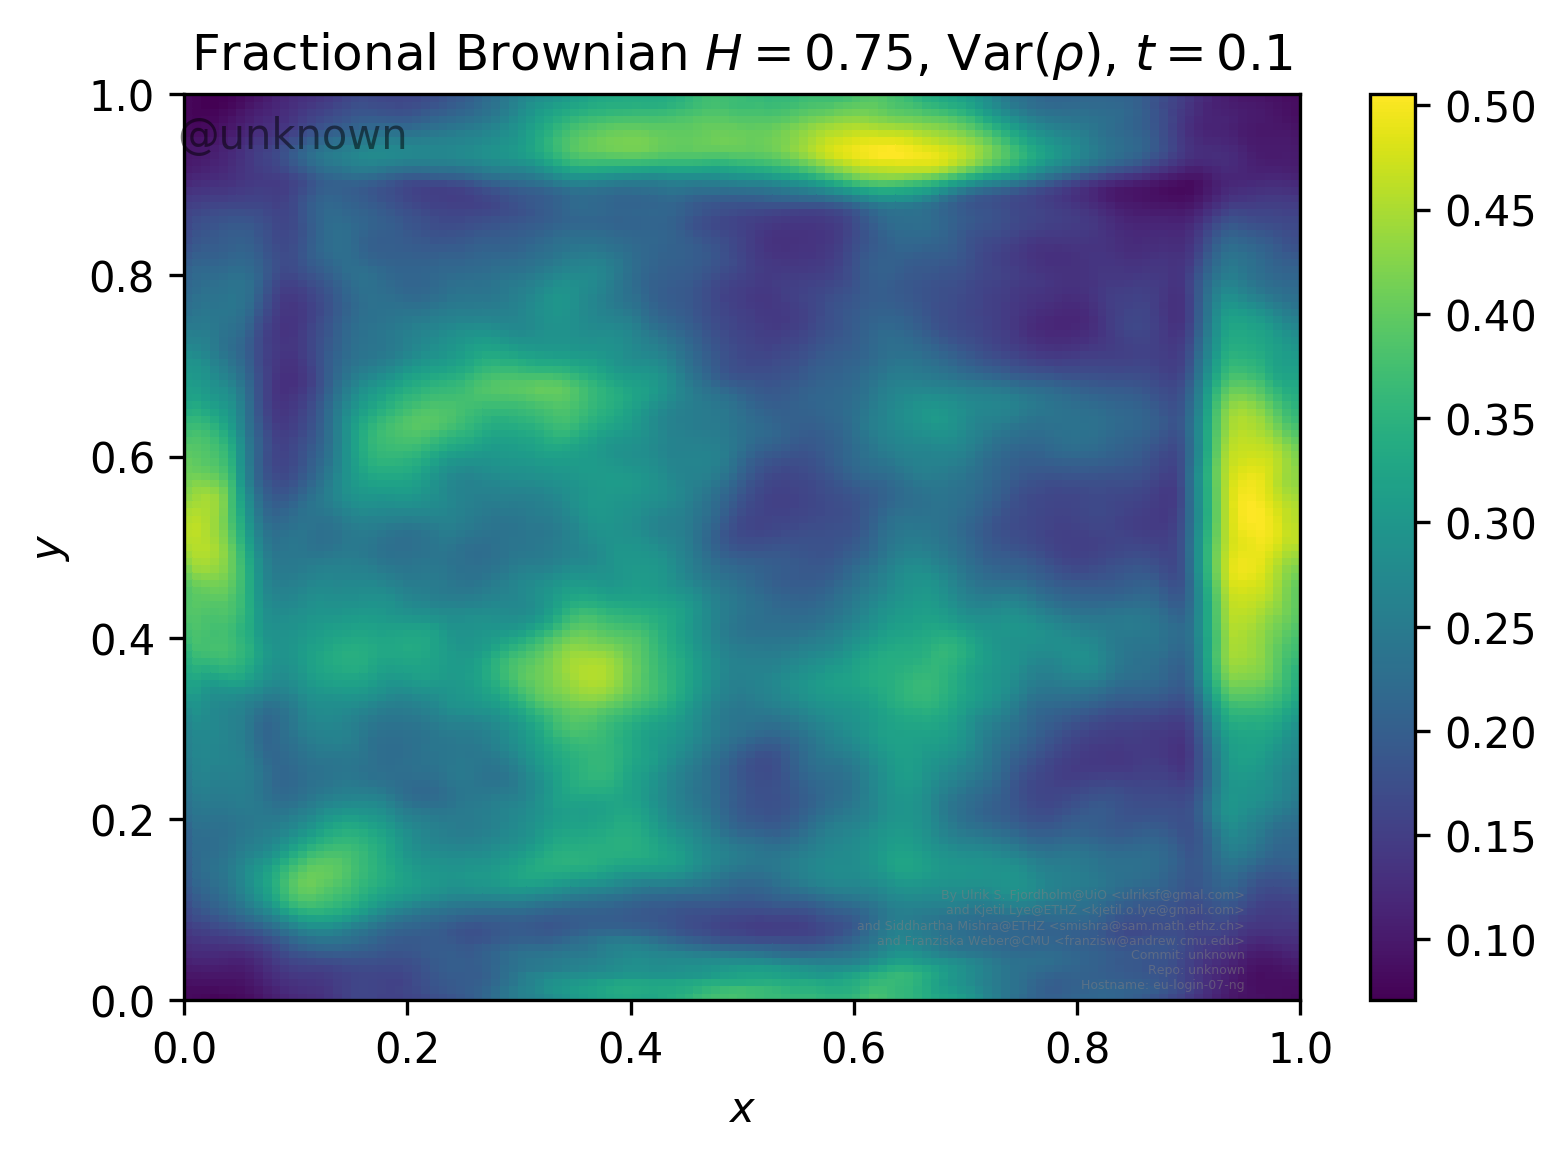 Fractional Brownian H = 0.75, Var(ρ), t = 0.1
@unknown
1.0
0.8
0.6
0.4
0.2
0.0
y
0.0 0.2 0.4 0.6 0.8 1.0
x
0.50
0.45
0.40
0.35
0.30
0.25
0.20
0.15
0.10
By Ulrik S. Fjordholm@UiO <ulriksf@gmal.com>
and Kjetil Lye@ETHZ <kjetil.o.lye@gmail.com>
and Siddhartha Mishra@ETHZ <smishra@sam.math.ethz.ch>
and Franziska Weber@CMU <franzisw@andrew.cmu.edu>
Commit: unknown
Repo: unknown
Hostname: eu-login-07-ng